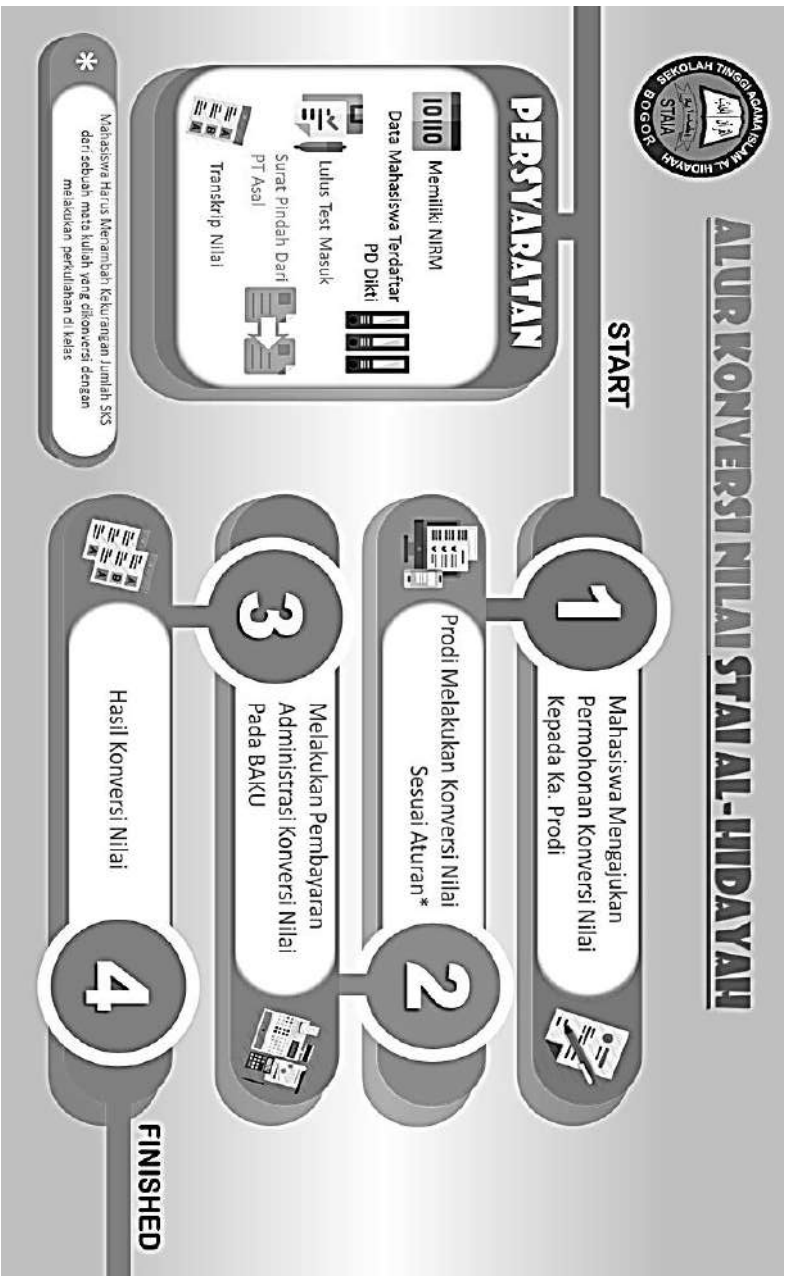 SEKOLAH TINGGI AGAMA ISLAM AL HIDAYAH
BOGOR
STAIA
ALUR KONVERSI NILAI STAI AL-HIDAYAH
START
PERSYARATAN
10110
Memiliki NIRM
Data Mahasiswa Terdaftar
PD Dikti
Lulus Test Masuk
Surat Pindah Dari
PT Asal
Transkrip Nilai
A
B
A
*
Mahasiswa Harus Menambah Kekurangan Jumlah SKS
dari sebuah mata kuliah yang dikonversi dengan
melakukan perkuliahan di kelas
1
Mahasiswa Mengajukan
Permohonan Konversi Nilai
Kepada Ka. Prodi
Prodi Melakukan Konversi Nilai
Sesuai Aturan*
2
3
Melakukan Pembayaran
Administrasi Konversi Nilai
Pada BAKU
A
B
A
Hasil Konversi Nilai
4
FINISHED